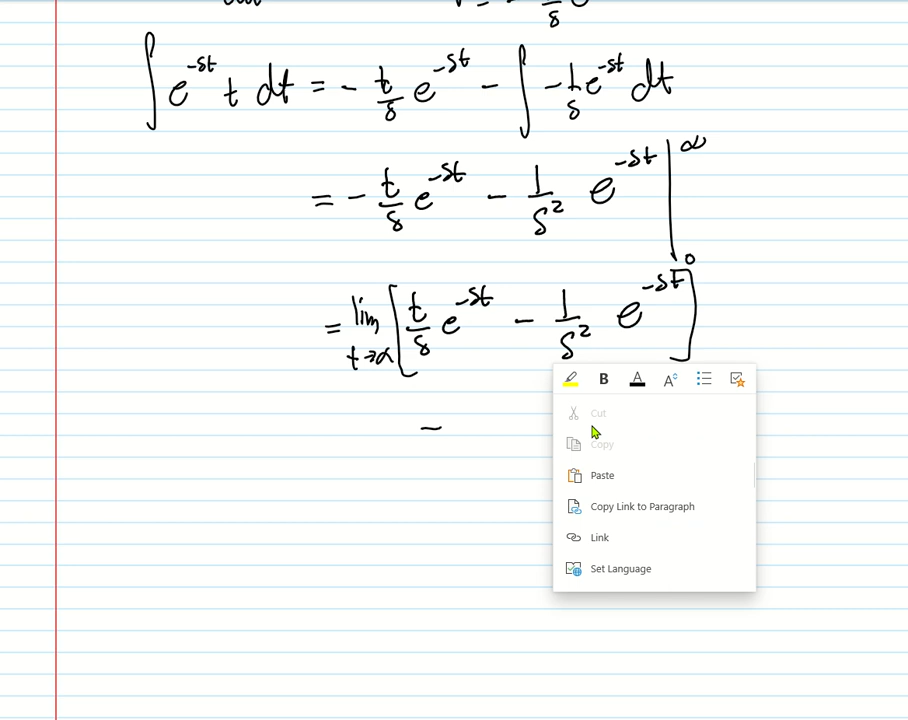 ∫ e^{-st} t dt = - t/s e^{-st} - ∫ -1/s e^{-st} dt
= - t/s e^{-st} - 1/s² e^{-st} |_0^∞
= lim t→∞ [ t/s e^{-st} - 1/s² e^{-st} ]
-
B A A
Cut
Copy
Paste
Copy Link to Paragraph
Link
Set Language